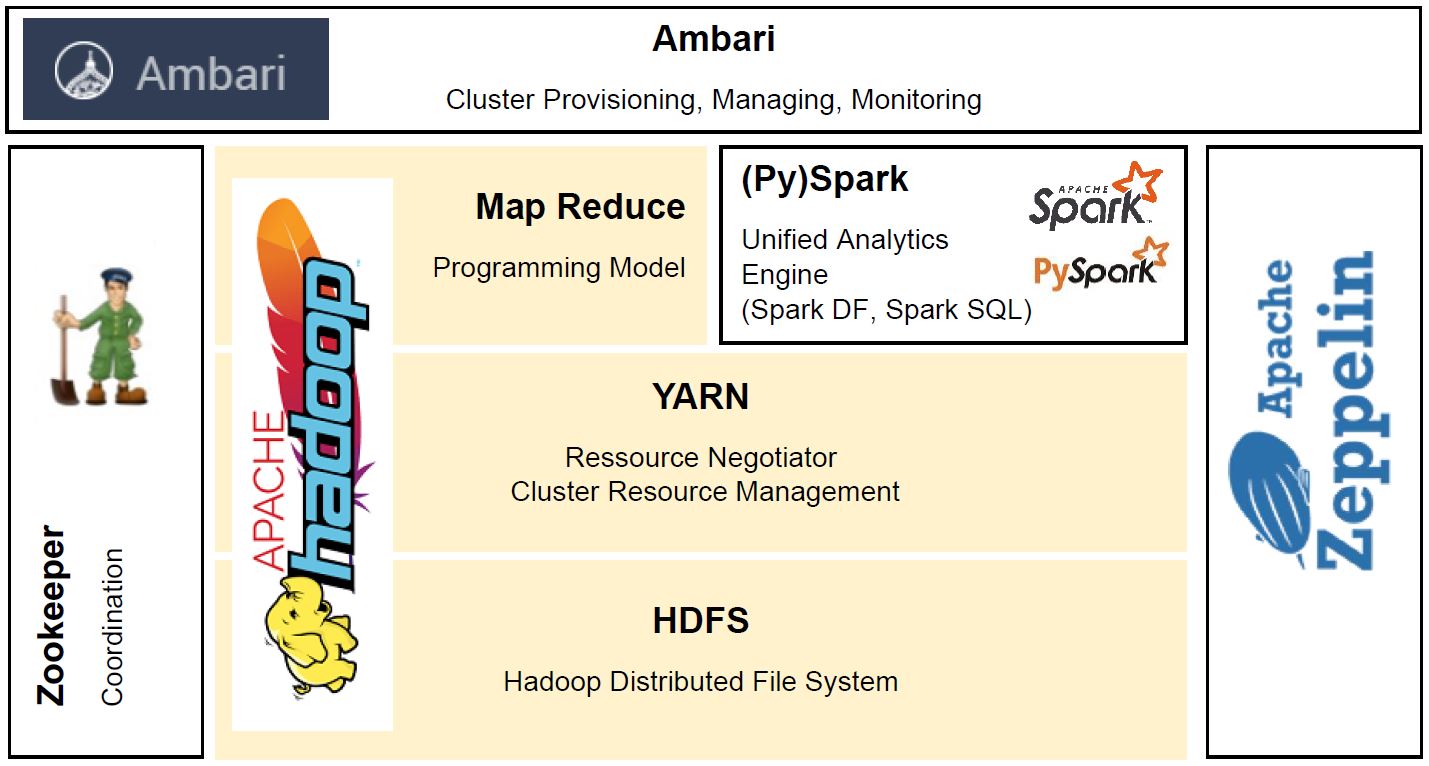 Ambari
Ambari
Cluster Provisioning, Managing, Monitoring
Zookeeper
Coordination
APACHE
hadoop
Map Reduce
Programming Model
(Py)Spark
Unified Analytics
Engine
(Spark DF, Spark SQL)
APACHE
Spark
PySpark
YARN
Ressource Negotiator
Cluster Resource Management
HDFS
Hadoop Distributed File System
Apache
Zeppelin